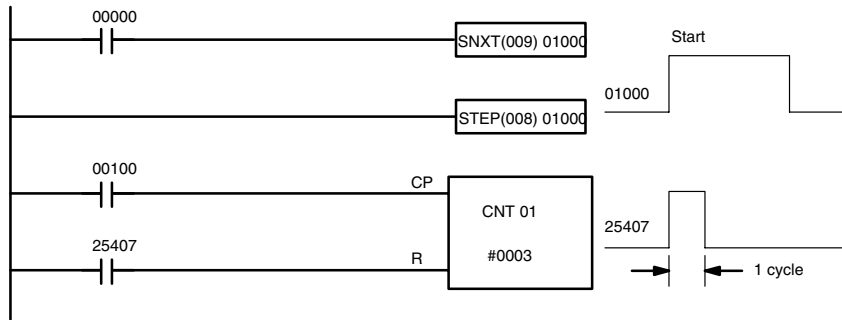 00000
SNXT(009) 01000
Start
01000
STEP(008) 01000
00100
CP
CNT 01
25407
25407
R
#0003
1 cycle